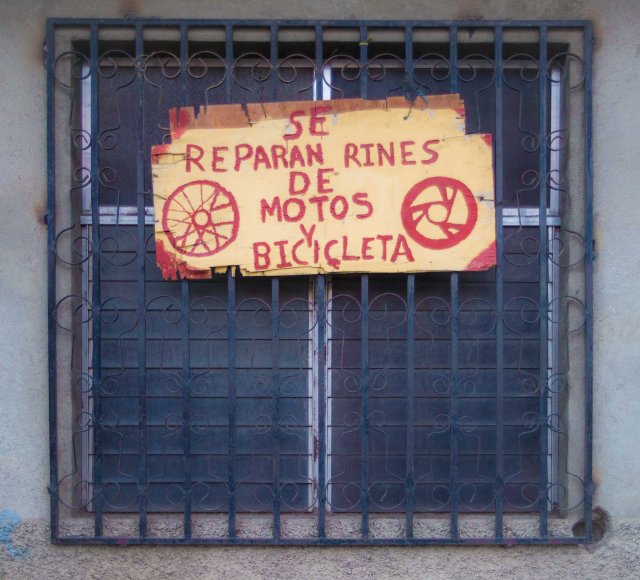 SE
REPARAN RINES
DE
MOTOS
Y
BICICLETA